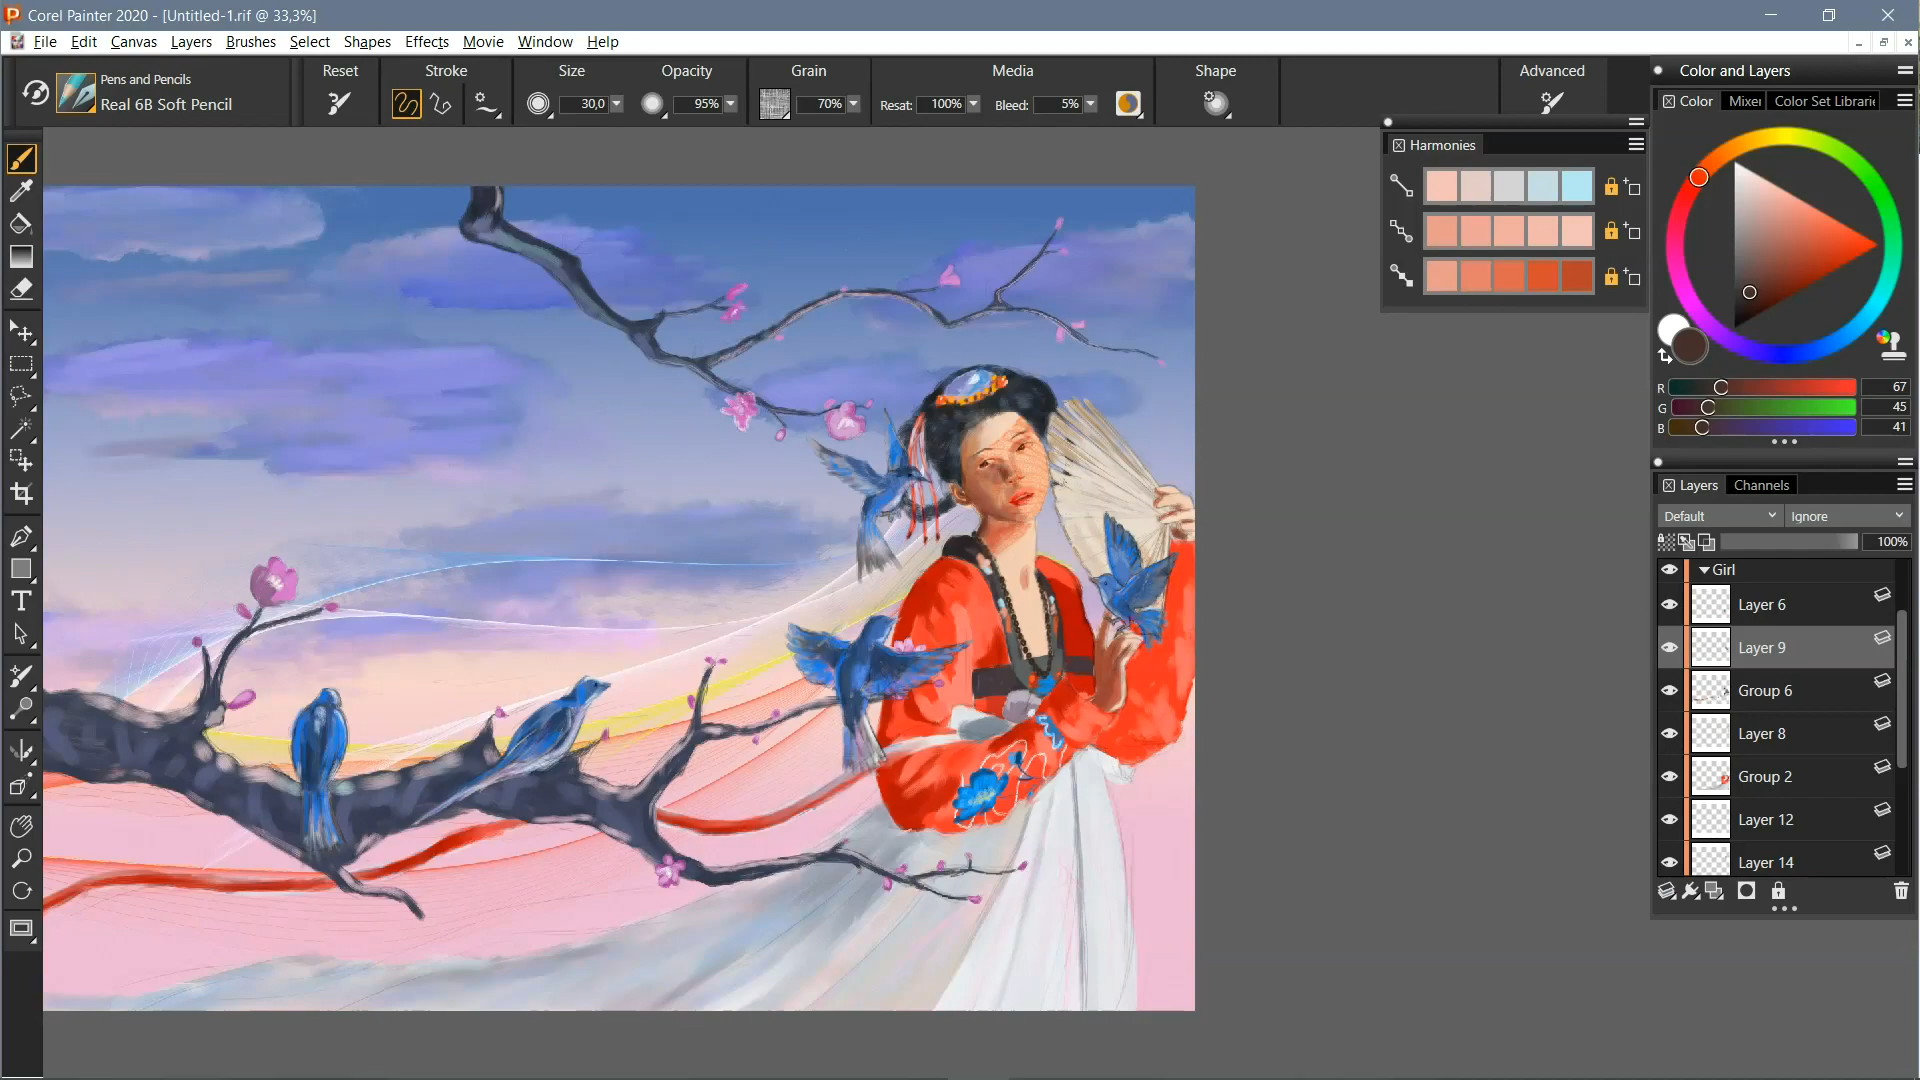 Corel Painter 2020 - [Untitled-1.rif @ 33,3%]
File Edit Canvas Layers Brushes Select Shapes Effects Movie Window Help
Pens and Pencils
Real 6B Soft Pencil
Reset
Stroke
Size
30,0
Opacity
95%
Grain
70%
Media
Resat: 100%
Bleed: 5%
Shape
Advanced
Harmonies
Color and Layers
Color Mixer Color Set Librarie
R 67
G 45
B 41
Layers Channels
Default Ignore
100%
Girl
Layer 6
Layer 9
Group 6
Layer 8
Group 2
Layer 12
Layer 14